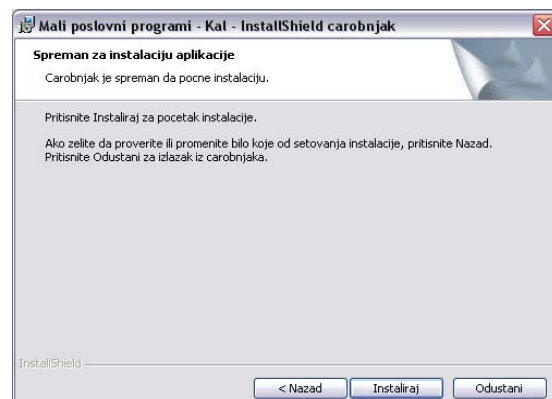 Mali poslovni programi - Kal - InstallShield carobnjak
Spreman za instalaciju aplikacije
Carobnjak je spreman da pocne instalaciju.
Pritisnite Instaliraj za pocetak instalacije.
Ako zelite da proverite ili promenite bilo koje od setovanja instalacije, pritisnite Nazad.
Pritisnite Odustani za izlazak iz carobnjaka.
InstallShield
< Nazad Instaliraj Odustani